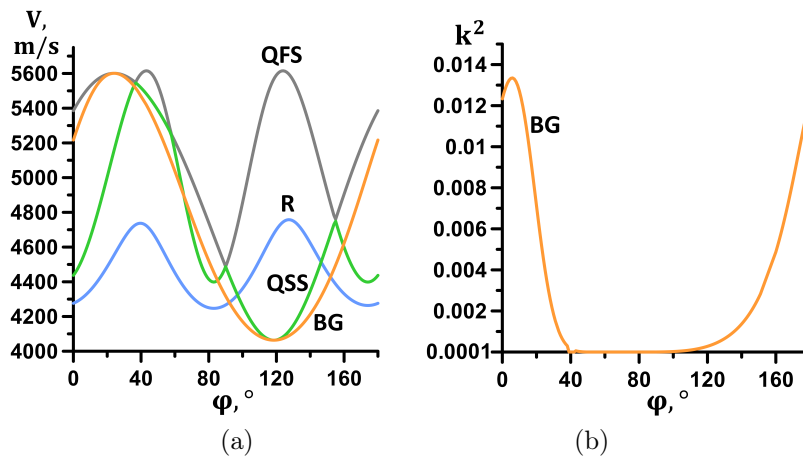 V,
m/s
5600
5400
5200
5000
4800
4600
4400
4200
4000
0
40
80
120
160
φ, °
QFS
R
QSS
BG
(a)
k²
0.014
0.012
0.01
0.008
0.006
0.004
0.002
0.0001
0
40
80
120
160
φ, °
BG
(b)